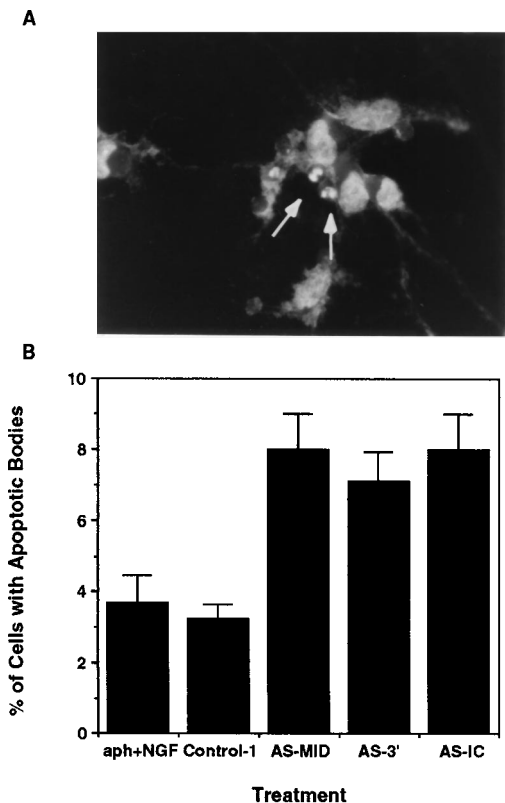 A
B
% of Cells with Apoptotic Bodies
10
8
6
4
2
0
aph+NGF Control-1 AS-MID AS-3' AS-IC
Treatment